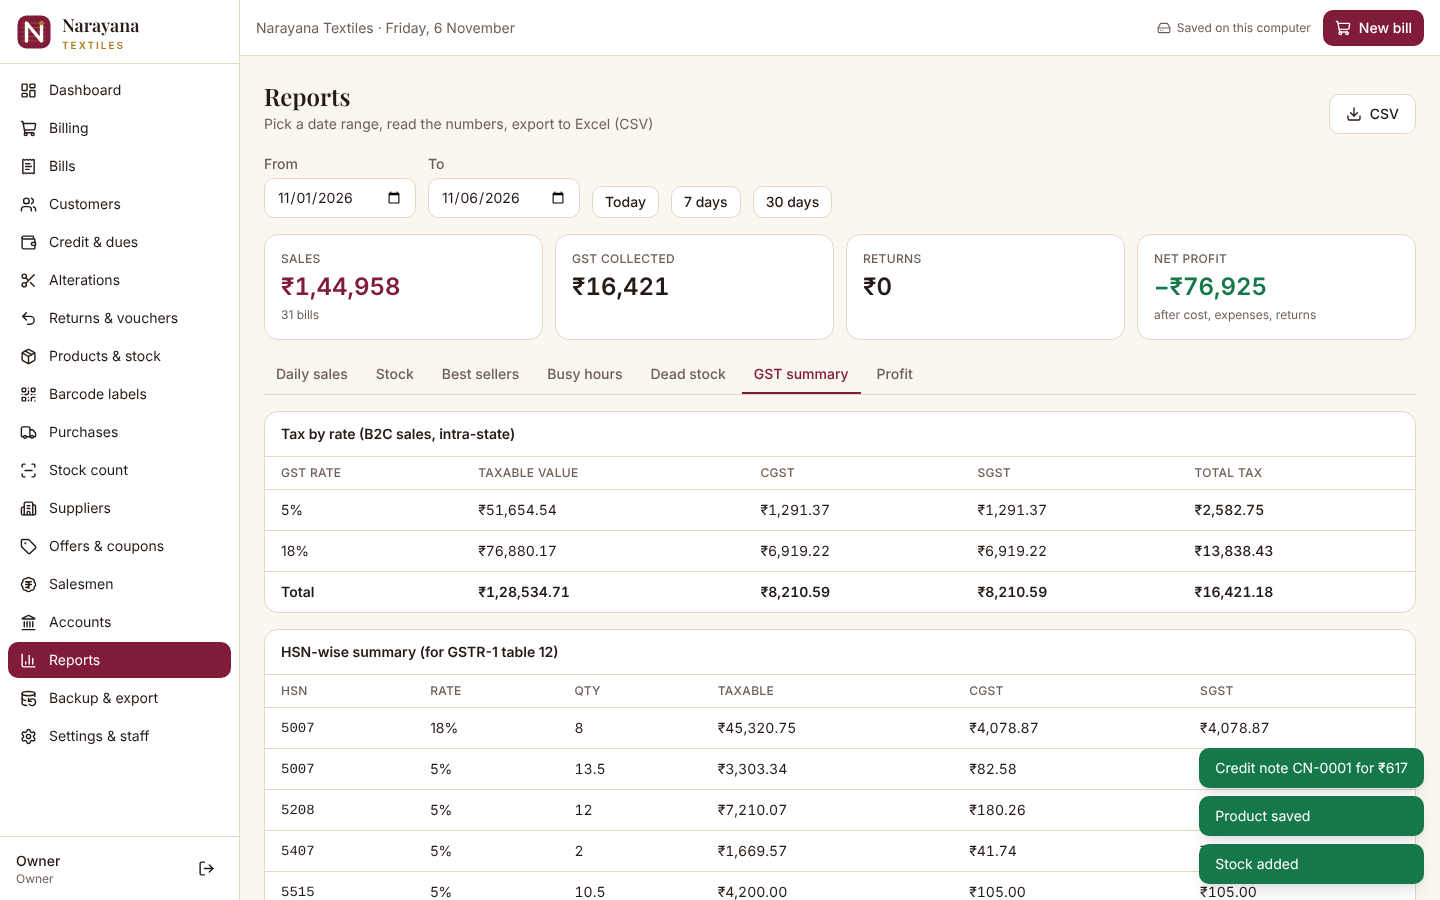 Narayana
TEXTILES
Narayana Textiles · Friday, 6 November
Saved on this computer
New bill
Dashboard
Billing
Bills
Customers
Credit & dues
Alterations
Returns & vouchers
Products & stock
Barcode labels
Purchases
Stock count
Suppliers
Offers & coupons
Salesmen
Accounts
Reports
Backup & export
Settings & staff
Owner
Owner
Reports
Pick a date range, read the numbers, export to Excel (CSV)
CSV
From To
11/01/2026 11/06/2026 Today 7 days 30 days
SALES
₹1,44,958
31 bills
GST COLLECTED
₹16,421
RETURNS
₹0
NET PROFIT
−₹76,925
after cost, expenses, returns
Daily sales Stock Best sellers Busy hours Dead stock GST summary Profit
Tax by rate (B2C sales, intra-state)
GST RATE TAXABLE VALUE CGST SGST TOTAL TAX
5% ₹51,654.54 ₹1,291.37 ₹1,291.37 ₹2,582.75
18% ₹76,880.17 ₹6,919.22 ₹6,919.22 ₹13,838.43
Total ₹1,28,534.71 ₹8,210.59 ₹8,210.59 ₹16,421.18
HSN-wise summary (for GSTR-1 table 12)
HSN RATE QTY TAXABLE CGST SGST
5007 18% 8 ₹45,320.75 ₹4,078.87 ₹4,078.87
5007 5% 13.5 ₹3,303.34 ₹82.58
5208 5% 12 ₹7,210.07 ₹180.26
5407 5% 2 ₹1,669.57 ₹41.74
5515 5% 10.5 ₹4,200.00 ₹105.00 ₹105.00
Credit note CN-0001 for ₹617
Product saved
Stock added